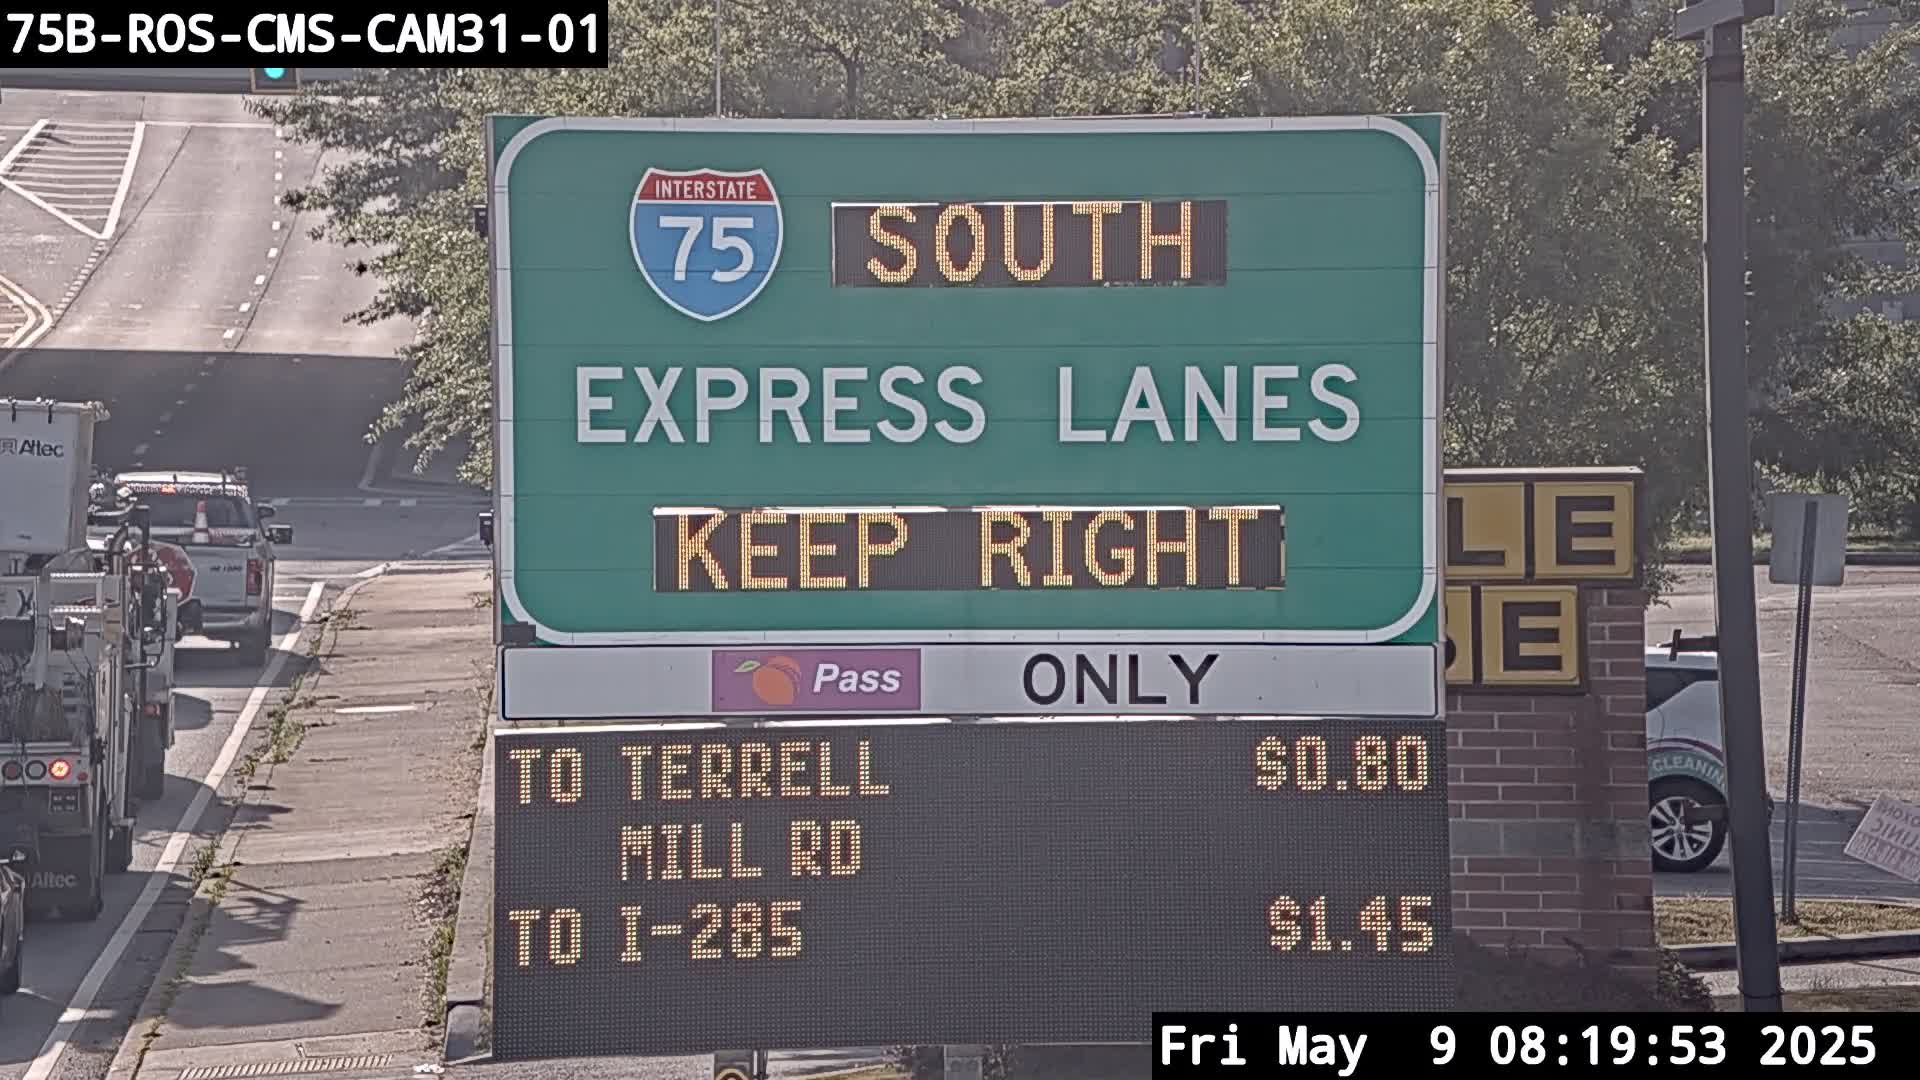 75B-ROS-CMS-CAM31-01
INTERSTATE
75
SOUTH
EXPRESS LANES
KEEP RIGHT
Pass ONLY
TO TERRELL $0.80
MILL RD
TO I-285 $1.45
Altec
Altec
LE
E
CLEANIN
Fri May 9 08:19:53 2025